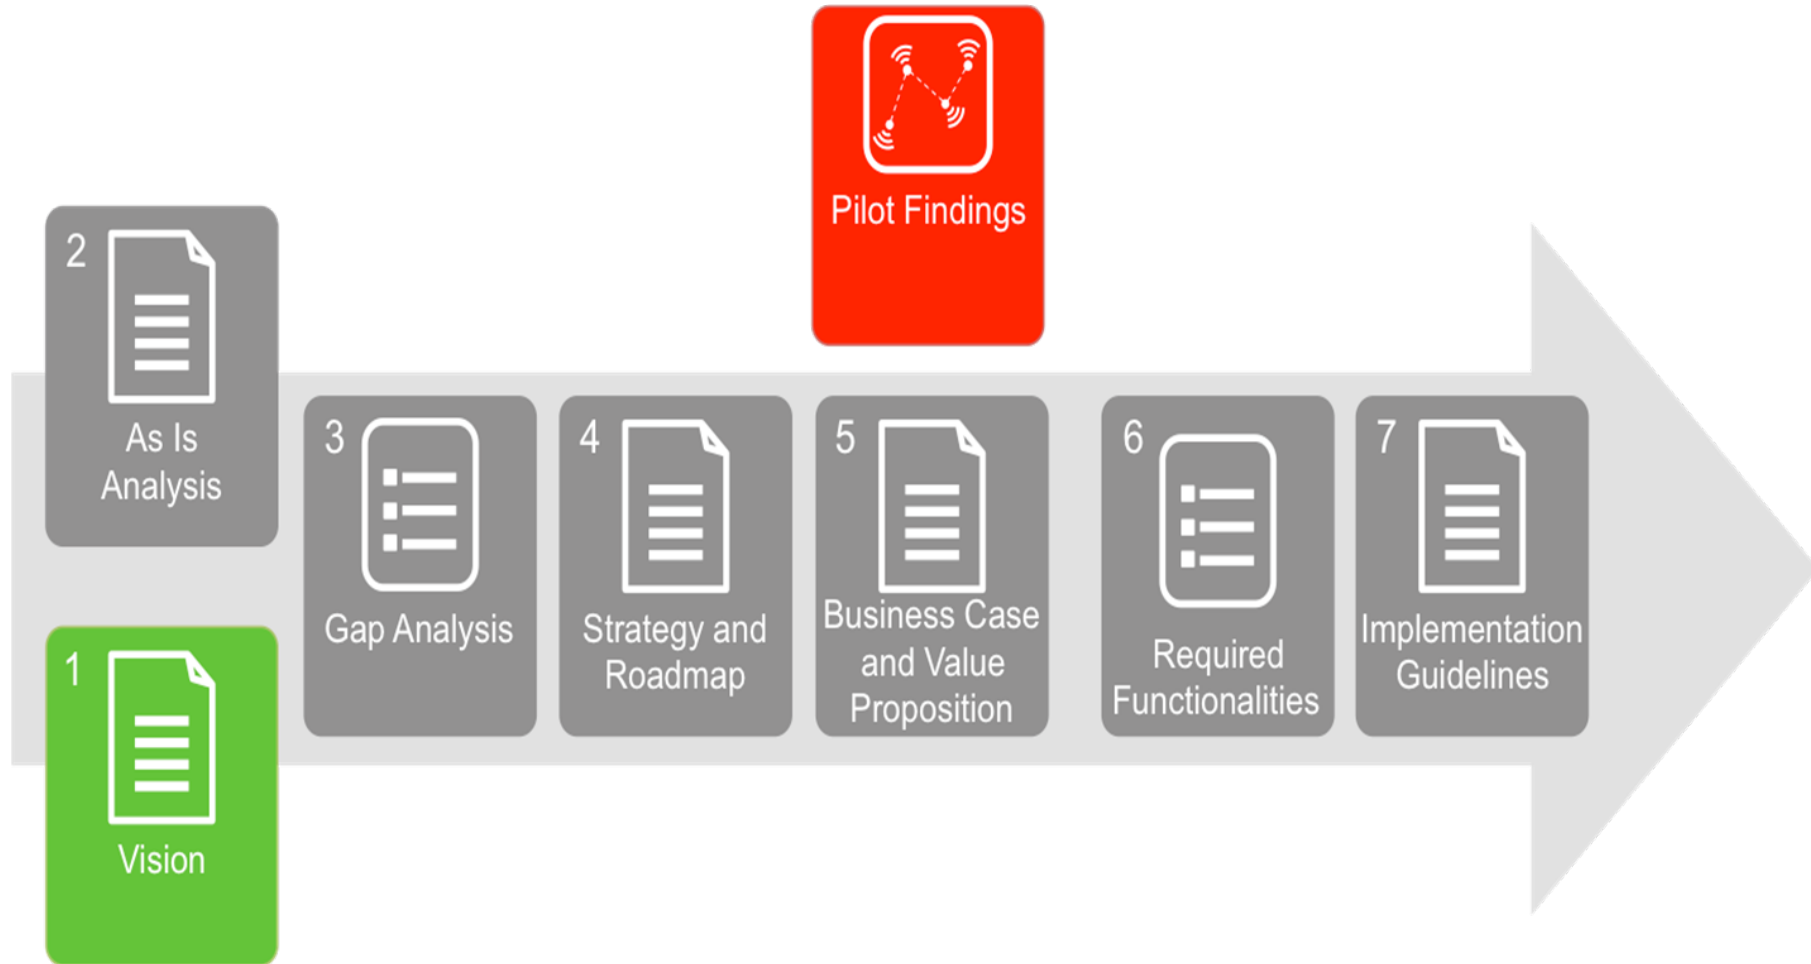 Pilot Findings
2
As Is
Analysis
1
Vision
3
Gap Analysis
4
Strategy and
Roadmap
5
Business Case
and Value
Proposition
6
Required
Functionalities
7
Implementation
Guidelines